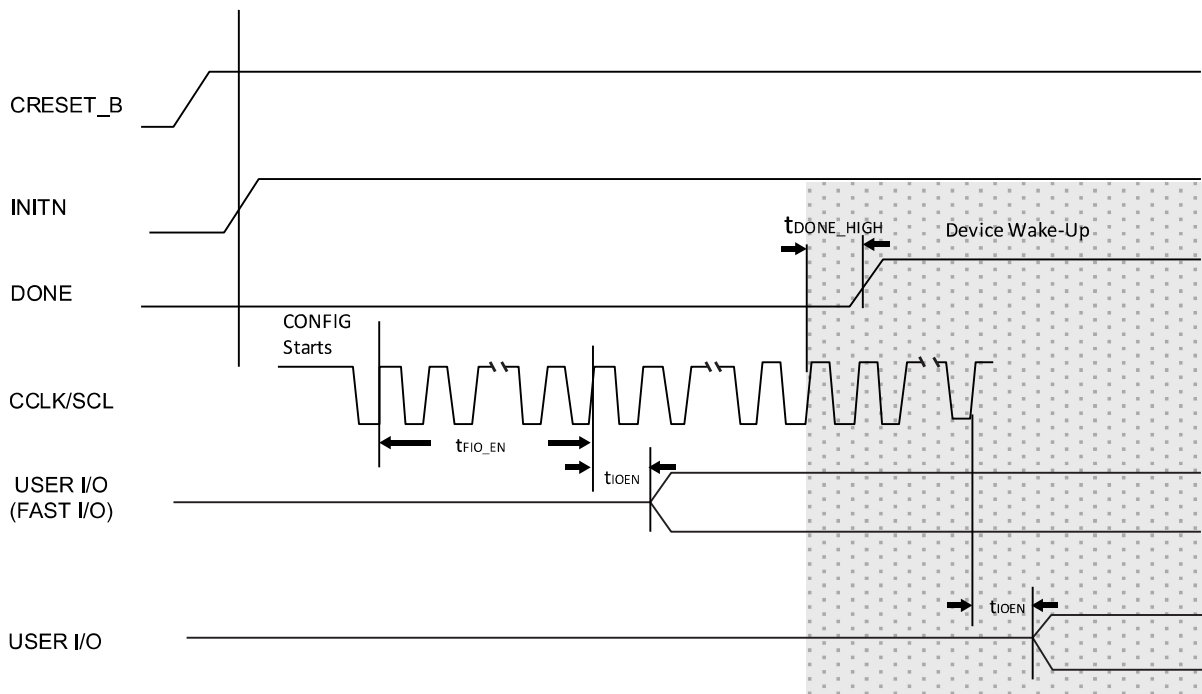 CRESET_B
INITN
tDONE_HIGH
Device Wake-Up
DONE
CONFIG
Starts
CCLK/SCL
tFIO_EN
tIOEN
USER I/O
(FAST I/O)
tIOEN
USER I/O